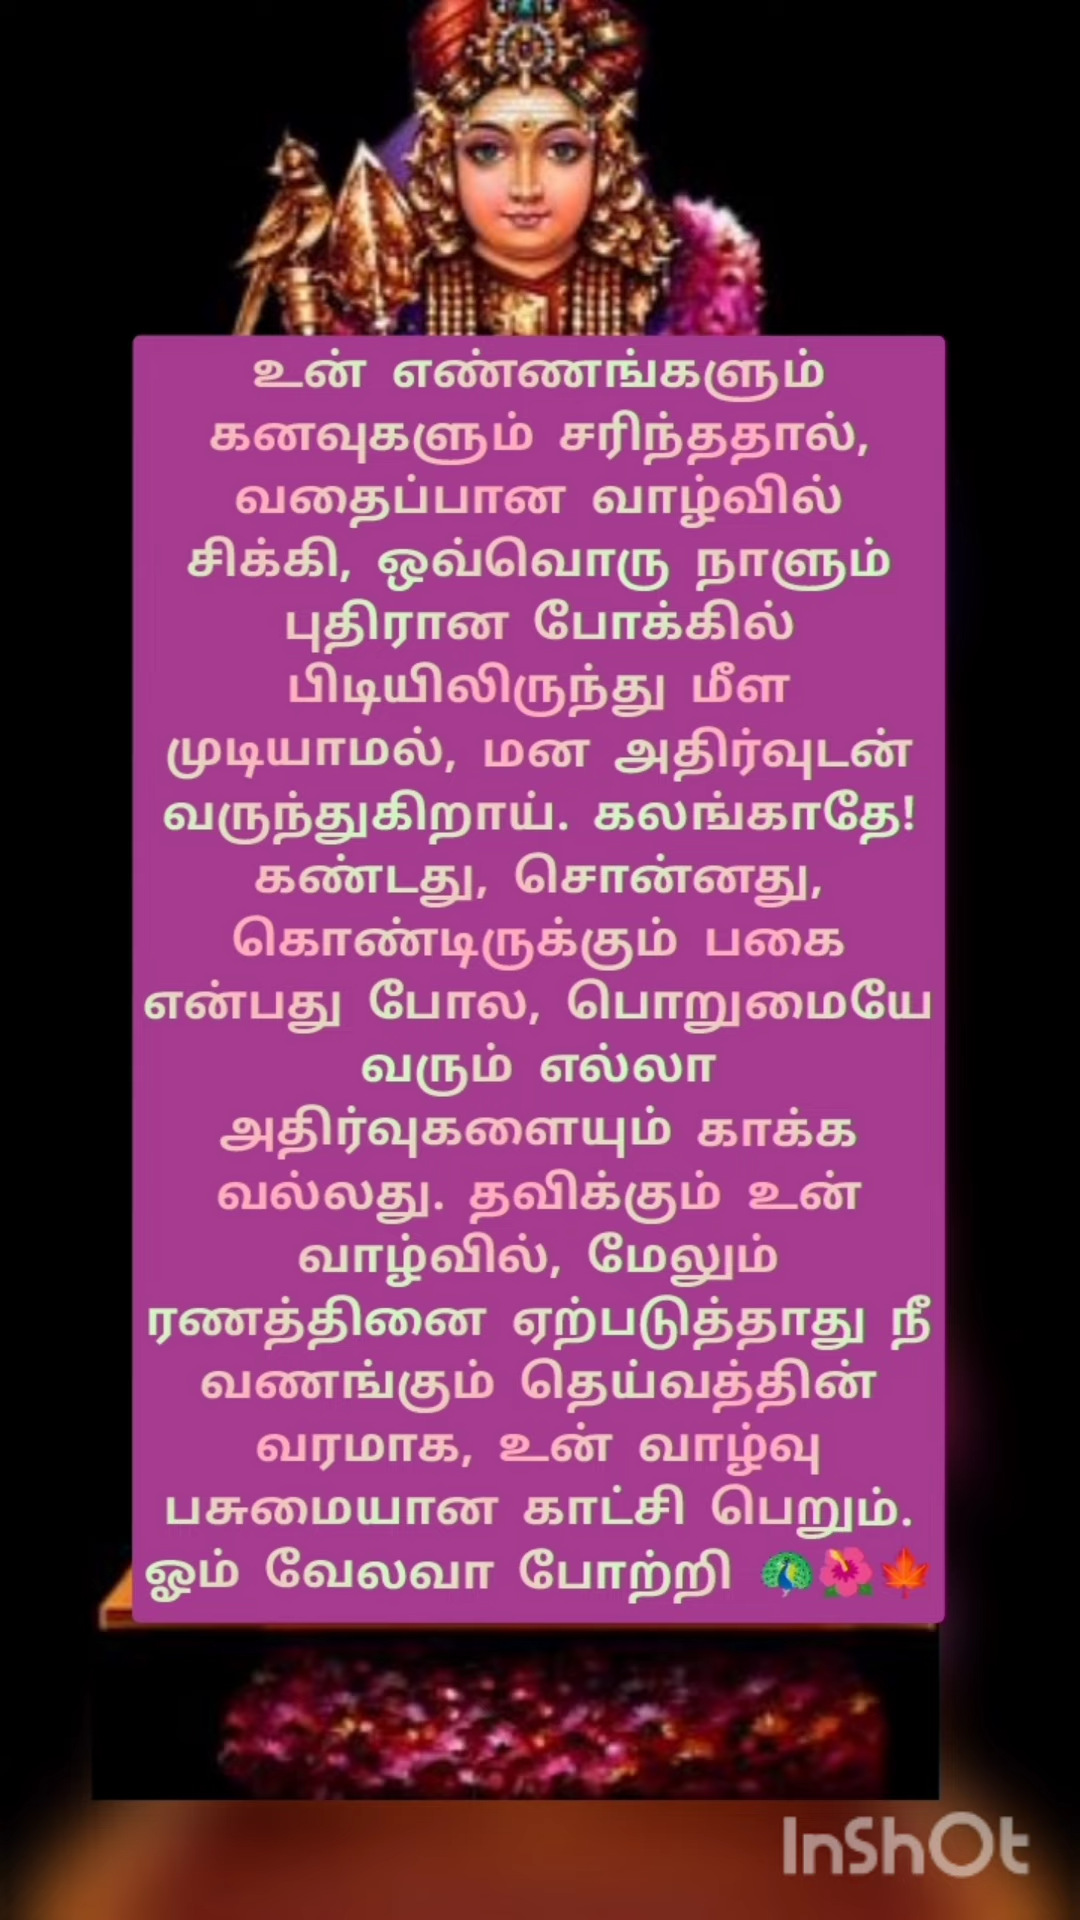 உன் எண்ணங்களும்
கனவுகளும் சரிந்ததால்,
வதைப்பான வாழ்வில்
சிக்கி, ஒவ்வொரு நாளும்
புதிரான போக்கில்
பிடியிலிருந்து மீள
முடியாமல், மன அதிர்வுடன்
வருந்துகிறாய். கலங்காதே!
கண்டது, சொன்னது,
கொண்டிருக்கும் பகை
என்பது போல, பொறுமையே
வரும் எல்லா
அதிர்வுகளையும் காக்க
வல்லது. தவிக்கும் உன்
வாழ்வில், மேலும்
ரணத்தினை ஏற்படுத்தாது நீ
வணங்கும் தெய்வத்தின்
வரமாக, உன் வாழ்வு
பசுமையான காட்சி பெறும்.
ஓம் வேலவா போற்றி 🦚🌺🍁
InShOt